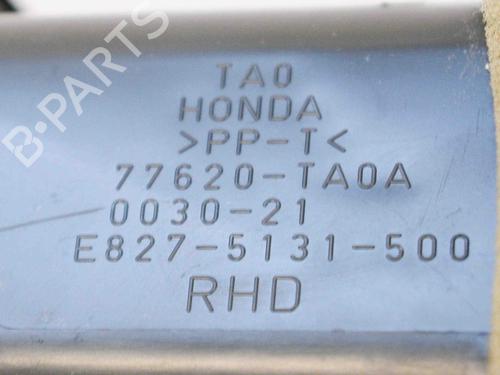 B-PARTS
TA0
HONDA
>PP-T<
77620-TA0A
0030-21
E827-5131-500
RHD